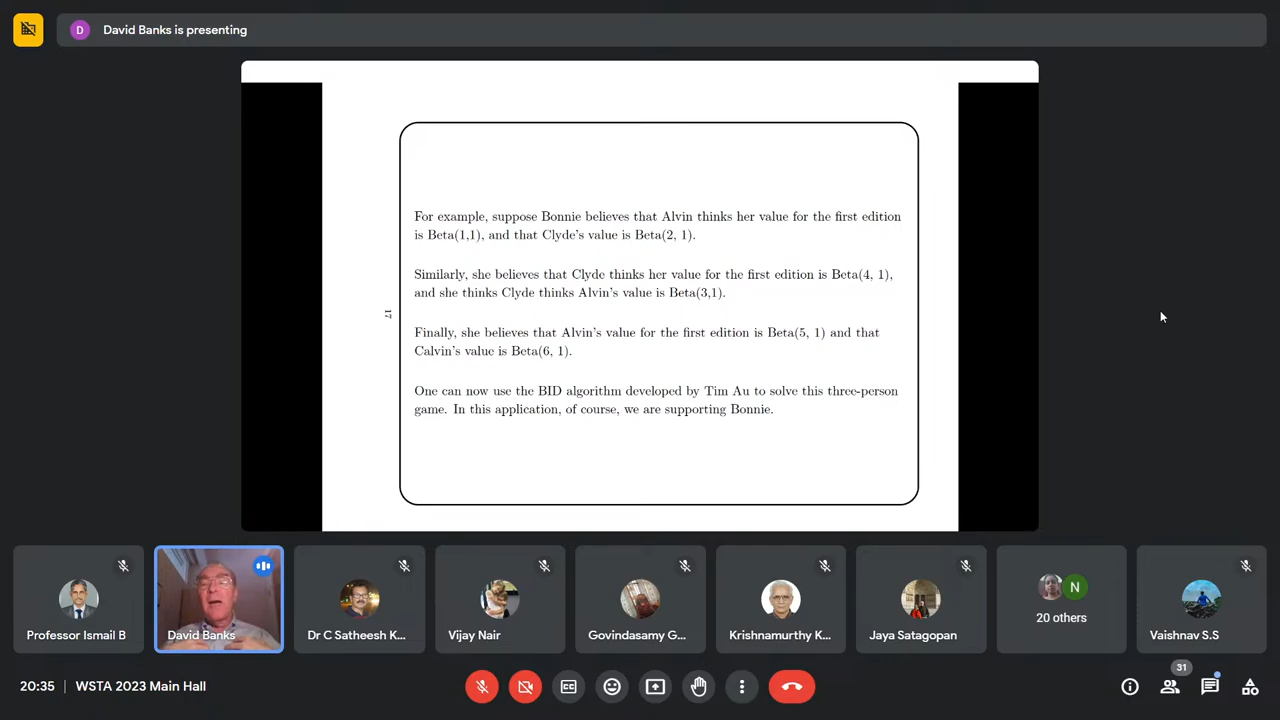 D David Banks is presenting
For example, suppose Bonnie believes that Alvin thinks her value for the first edition
is Beta(1,1), and that Clyde's value is Beta(2, 1).
Similarly, she believes that Clyde thinks her value for the first edition is Beta(4, 1),
and she thinks Clyde thinks Alvin's value is Beta(3,1).
17
Finally, she believes that Alvin's value for the first edition is Beta(5, 1) and that
Calvin's value is Beta(6, 1).
One can now use the BID algorithm developed by Tim Au to solve this three-person
game. In this application, of course, we are supporting Bonnie.
Professor Ismail B
David Banks
Dr C Satheesh K...
Vijay Nair
Govindasamy G...
Krishnamurthy K...
Jaya Satagopan
N
20 others
Vaishnav S.S
20:35 | WSTA 2023 Main Hall
CC
31